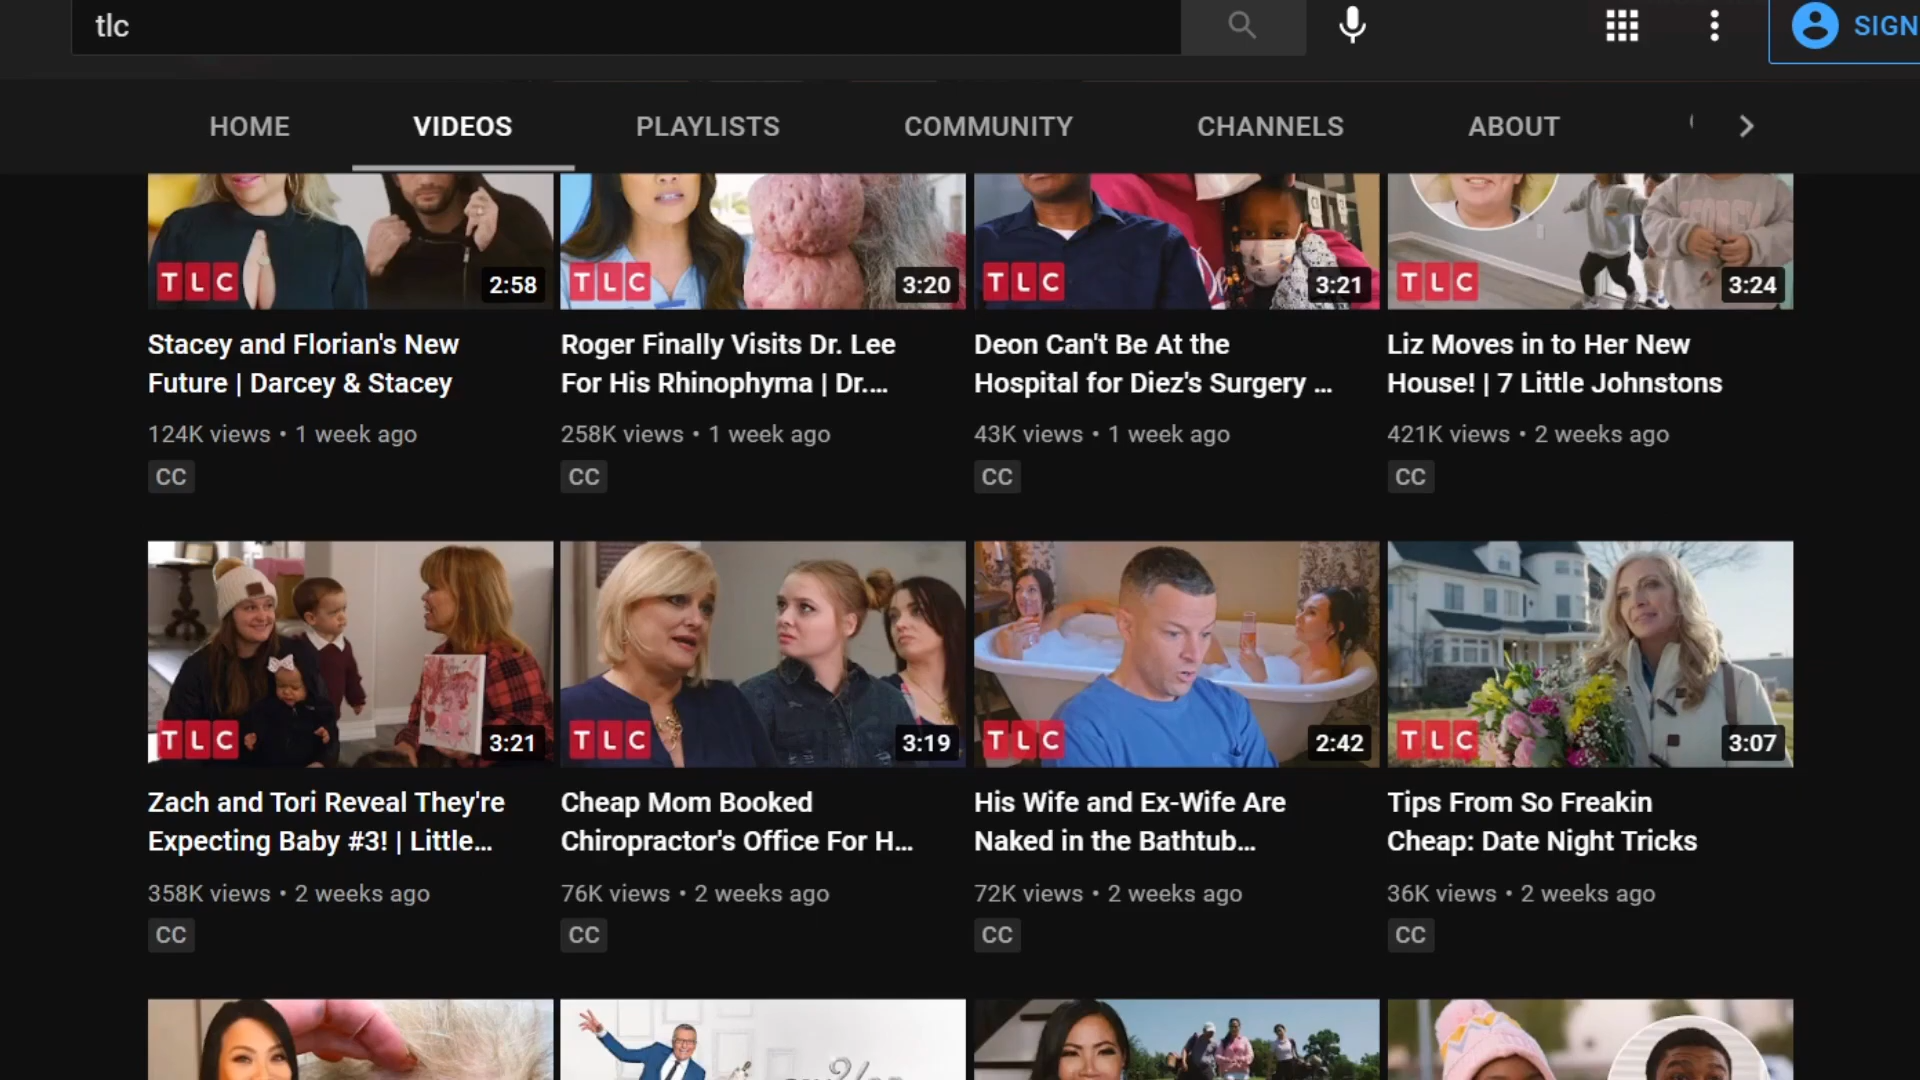 tlc
SIGN
HOME
VIDEOS
PLAYLISTS
COMMUNITY
CHANNELS
ABOUT
TLC
2:58
TLC
3:20
TLC
3:21
TLC
3:24
Stacey and Florian's New
Future | Darcey & Stacey
124K views • 1 week ago
CC
Roger Finally Visits Dr. Lee
For His Rhinophyma | Dr....
258K views • 1 week ago
CC
Deon Can't Be At the
Hospital for Diez's Surgery ...
43K views • 1 week ago
CC
Liz Moves in to Her New
House! | 7 Little Johnstons
421K views • 2 weeks ago
CC
TLC
3:21
TLC
3:19
TLC
2:42
TLC
3:07
Zach and Tori Reveal They're
Expecting Baby #3! | Little...
358K views • 2 weeks ago
CC
Cheap Mom Booked
Chiropractor's Office For H...
76K views • 2 weeks ago
CC
His Wife and Ex-Wife Are
Naked in the Bathtub...
72K views • 2 weeks ago
CC
Tips From So Freakin
Cheap: Date Night Tricks
36K views • 2 weeks ago
CC